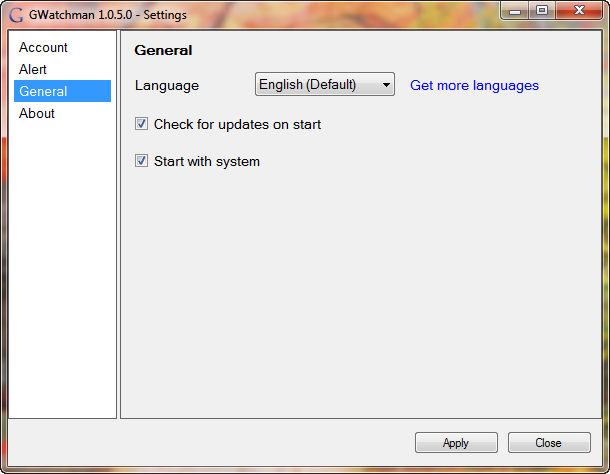 GWatchman 1.0.5.0 - Settings
Account
Alert
General
About
General
Language English (Default) Get more languages
Check for updates on start
Start with system
Apply Close